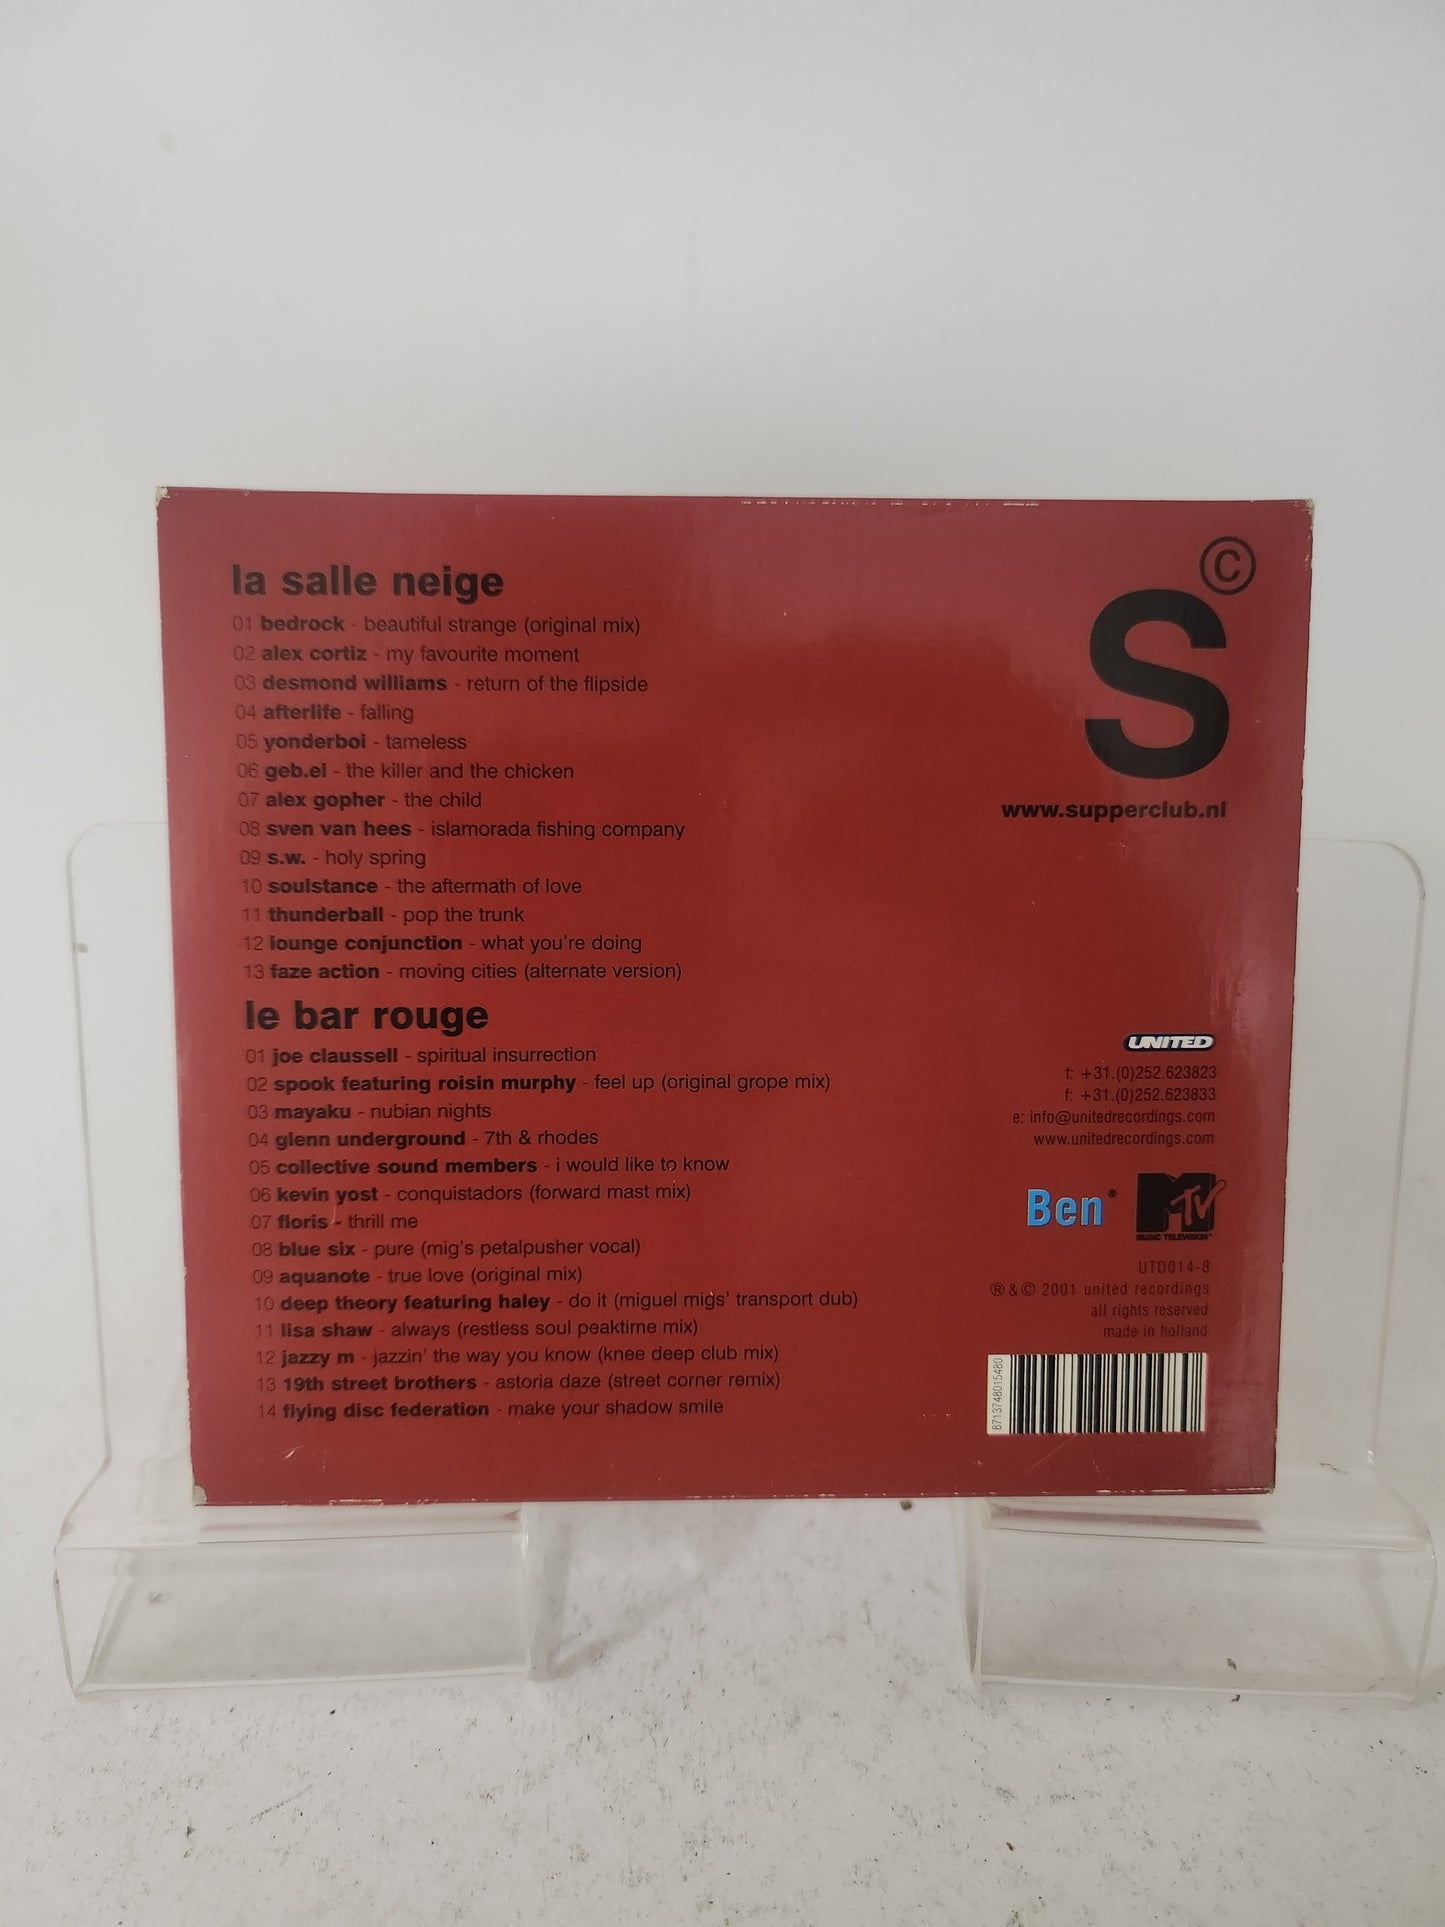 la salle neige
01 bedrock - beautiful strange (original mix)
02 alex cortiz - my favourite moment
03 desmond williams - return of the flipside
04 afterlife - falling
05 yonderboi - tameless
06 geb.el - the killer and the chicken
07 alex gopher - the child
08 sven van hees - islamorada fishing company
09 s.w. - holy spring
10 soulstance - the aftermath of love
11 thunderball - pop the trunk
12 lounge conjunction - what you're doing
13 faze action - moving cities (alternate version)
le bar rouge
01 joe claussell - spiritual insurrection
02 spook featuring roisin murphy - feel up (original grope mix)
03 mayaku - nubian nights
04 glenn underground - 7th & rhodes
05 collective sound members - i would like to know
06 kevin yost - conquistadors (forward mast mix)
07 floris - thrill me
08 blue six - pure (mig's petalpusher vocal)
09 aquanote - true love (original mix)
10 deep theory featuring haley - do it (miguel migs' transport dub)
11 lisa shaw - always (restless soul peaktime mix)
12 jazzy m - jazzin' the way you know (knee deep club mix)
13 19th street brothers - astoria daze (street corner remix)
14 flying disc federation - make your shadow smile
S©
www.supperclub.nl
UNITED
t: +31.(0)252.623823
f: +31.(0)252.623833
e: info@unitedrecordings.com
www.unitedrecordings.com
Ben®
MTV
MUSIC TELEVISION®
UTD014-8
® & © 2001 united recordings
all rights reserved
made in holland
8713748015480